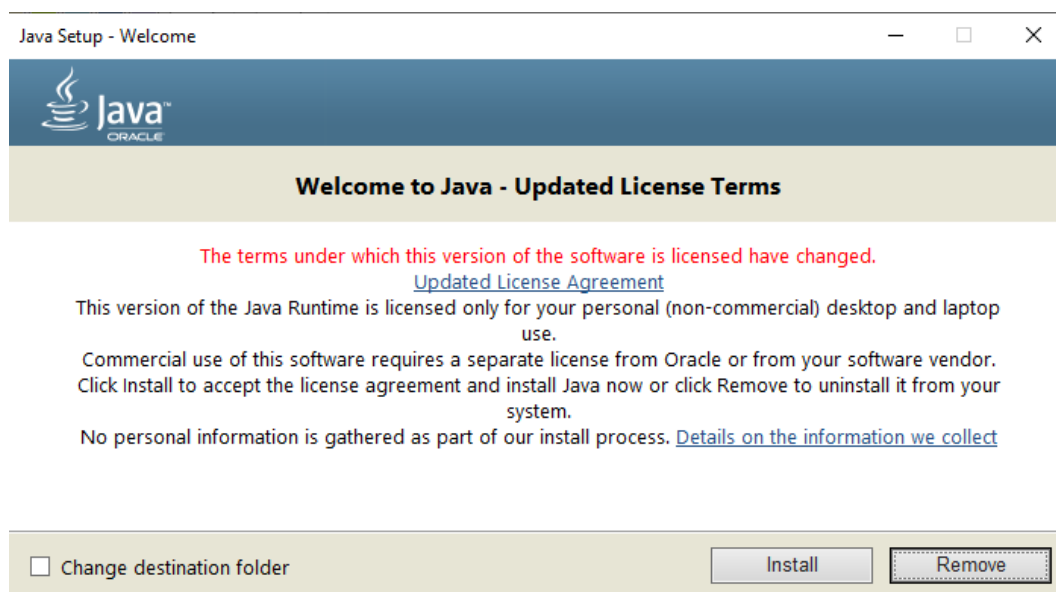 Java Setup - Welcome
Java™
ORACLE
Welcome to Java - Updated License Terms
The terms under which this version of the software is licensed have changed.
Updated License Agreement
This version of the Java Runtime is licensed only for your personal (non-commercial) desktop and laptop
use.
Commercial use of this software requires a separate license from Oracle or from your software vendor.
Click Install to accept the license agreement and install Java now or click Remove to uninstall it from your
system.
No personal information is gathered as part of our install process. Details on the information we collect
Change destination folder
Install
Remove